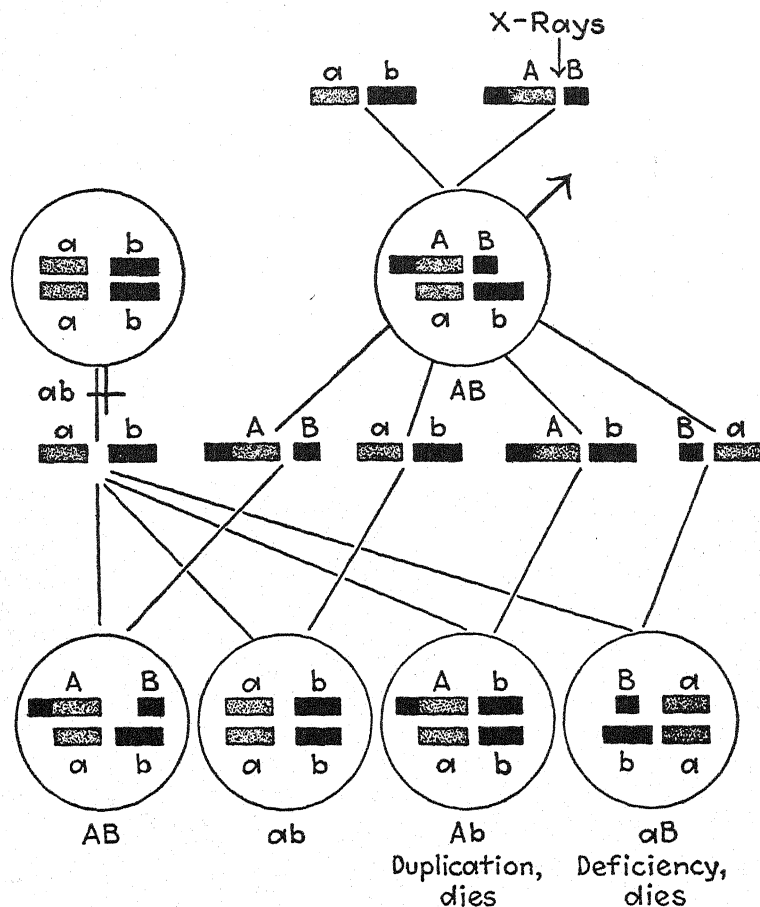 X-Rays
a b A B
a b A B
a b a b
ab AB
a b A B a b A b B a
A B a b A b B a
a b a b a b b a
AB ab Ab aB
Duplication, dies
Deficiency, dies